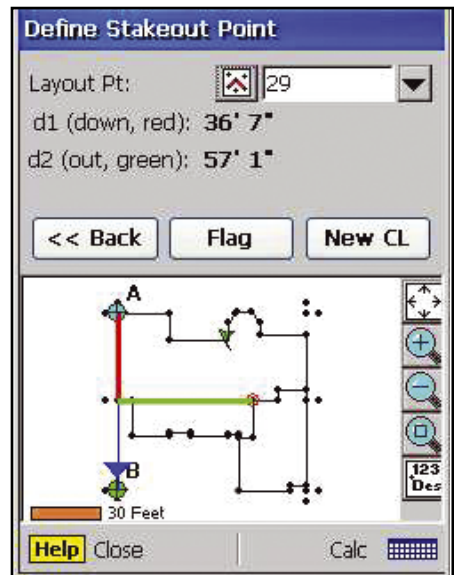 Define Stakeout Point
Layout Pt: 29
d1 (down, red): 36' 7"
d2 (out, green): 57' 1"
<< Back Flag New CL
A
B
30 Feet
123
Des
Help Close Calc